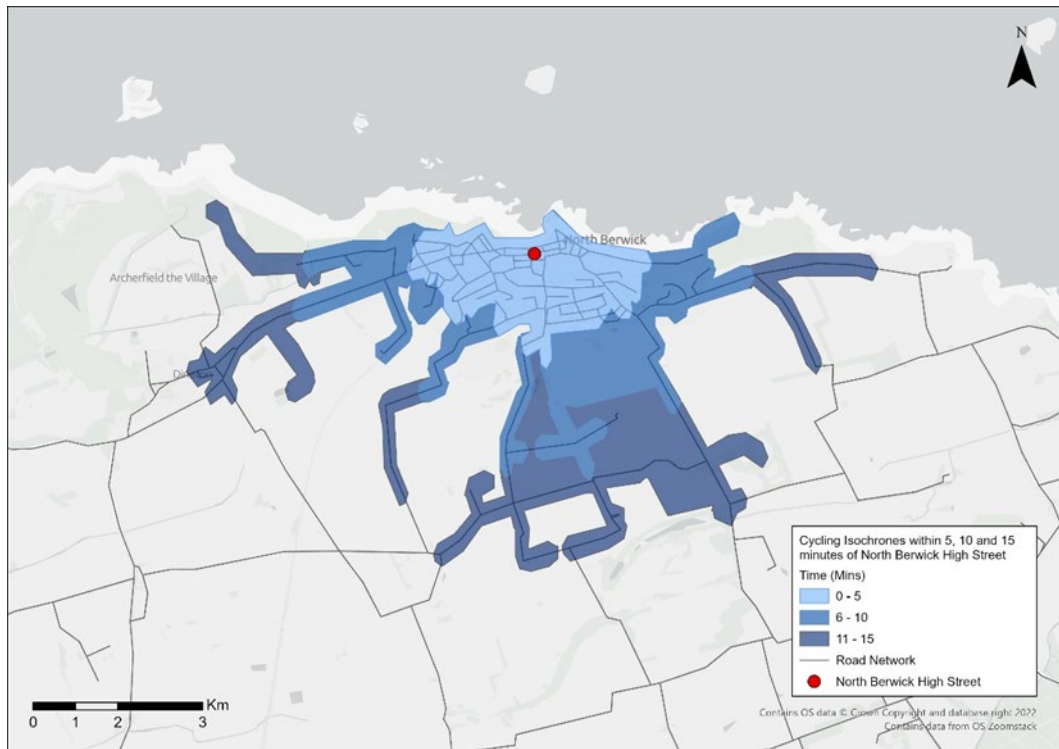 N
North Berwick
Archerfield the Village
Cycling Isochrones within 5, 10 and 15
minutes of North Berwick High Street
Time (Mins)
0 - 5
6 - 10
11 - 15
Road Network
North Berwick High Street
0 1 2 3 Km
Contains OS data © Crown Copyright and database right 2022
Contains data from OS Zoomstack